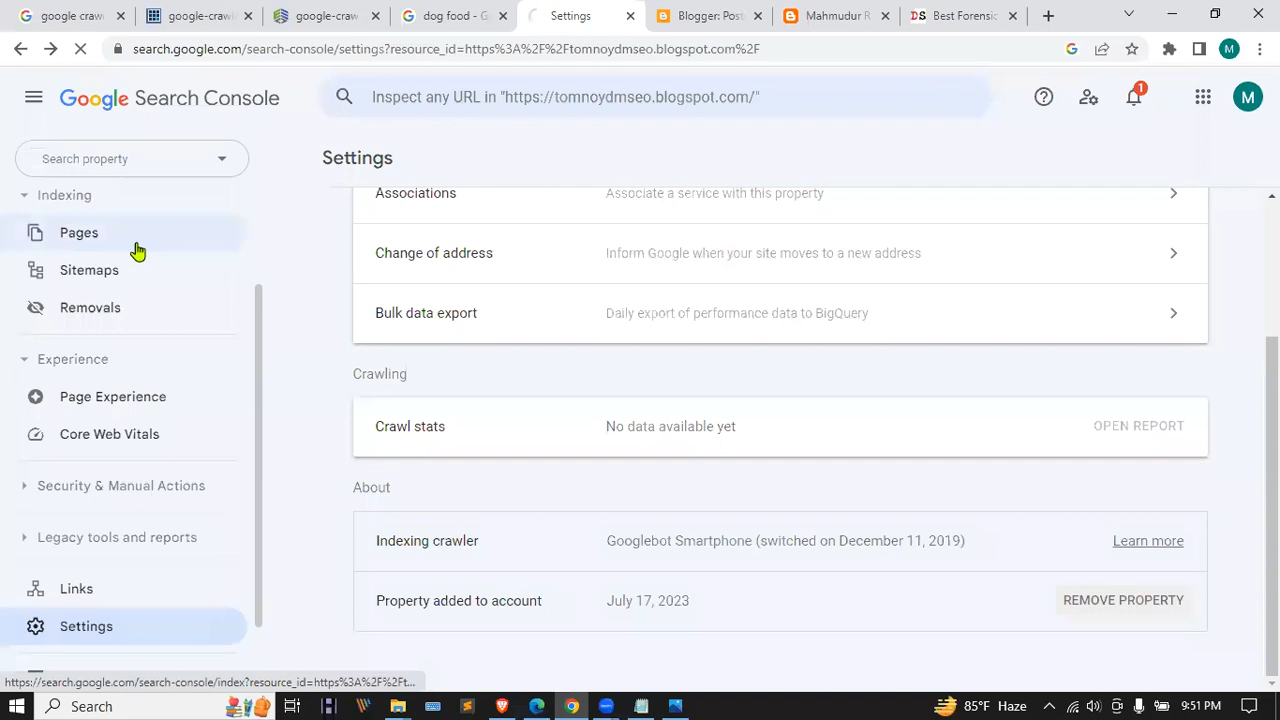 google craw
google-crawl
google-craw
dog food - G
Settings
Blogger: Post
Mahmudur R
DS Best Forensic
search.google.com/search-console/settings?resource_id=https%3A%2F%2Ftomnoydmseo.blogspot.com%2F
M
Google Search Console
Inspect any URL in "https://tomnoydmseo.blogspot.com/"
1
M
Search property
Settings
Indexing
Pages
Sitemaps
Removals
Experience
Page Experience
Core Web Vitals
Security & Manual Actions
Legacy tools and reports
Links
Settings
Associations
Associate a service with this property
Change of address
Inform Google when your site moves to a new address
Bulk data export
Daily export of performance data to BigQuery
Crawling
Crawl stats
No data available yet
OPEN REPORT
About
Indexing crawler
Googlebot Smartphone (switched on December 11, 2019)
Learn more
Property added to account
July 17, 2023
REMOVE PROPERTY
https://search.google.com/search-console/index?resource_id=https%3A%2F%2Ft...
Search
85°F Haze
9:51 PM